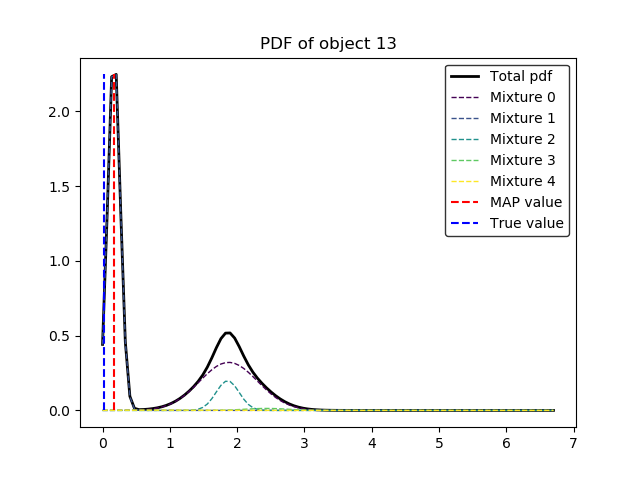 PDF of object 13
Total pdf
Mixture 0
Mixture 1
Mixture 2
Mixture 3
Mixture 4
MAP value
True value
2.0
1.5
1.0
0.5
0.0
0 1 2 3 4 5 6 7